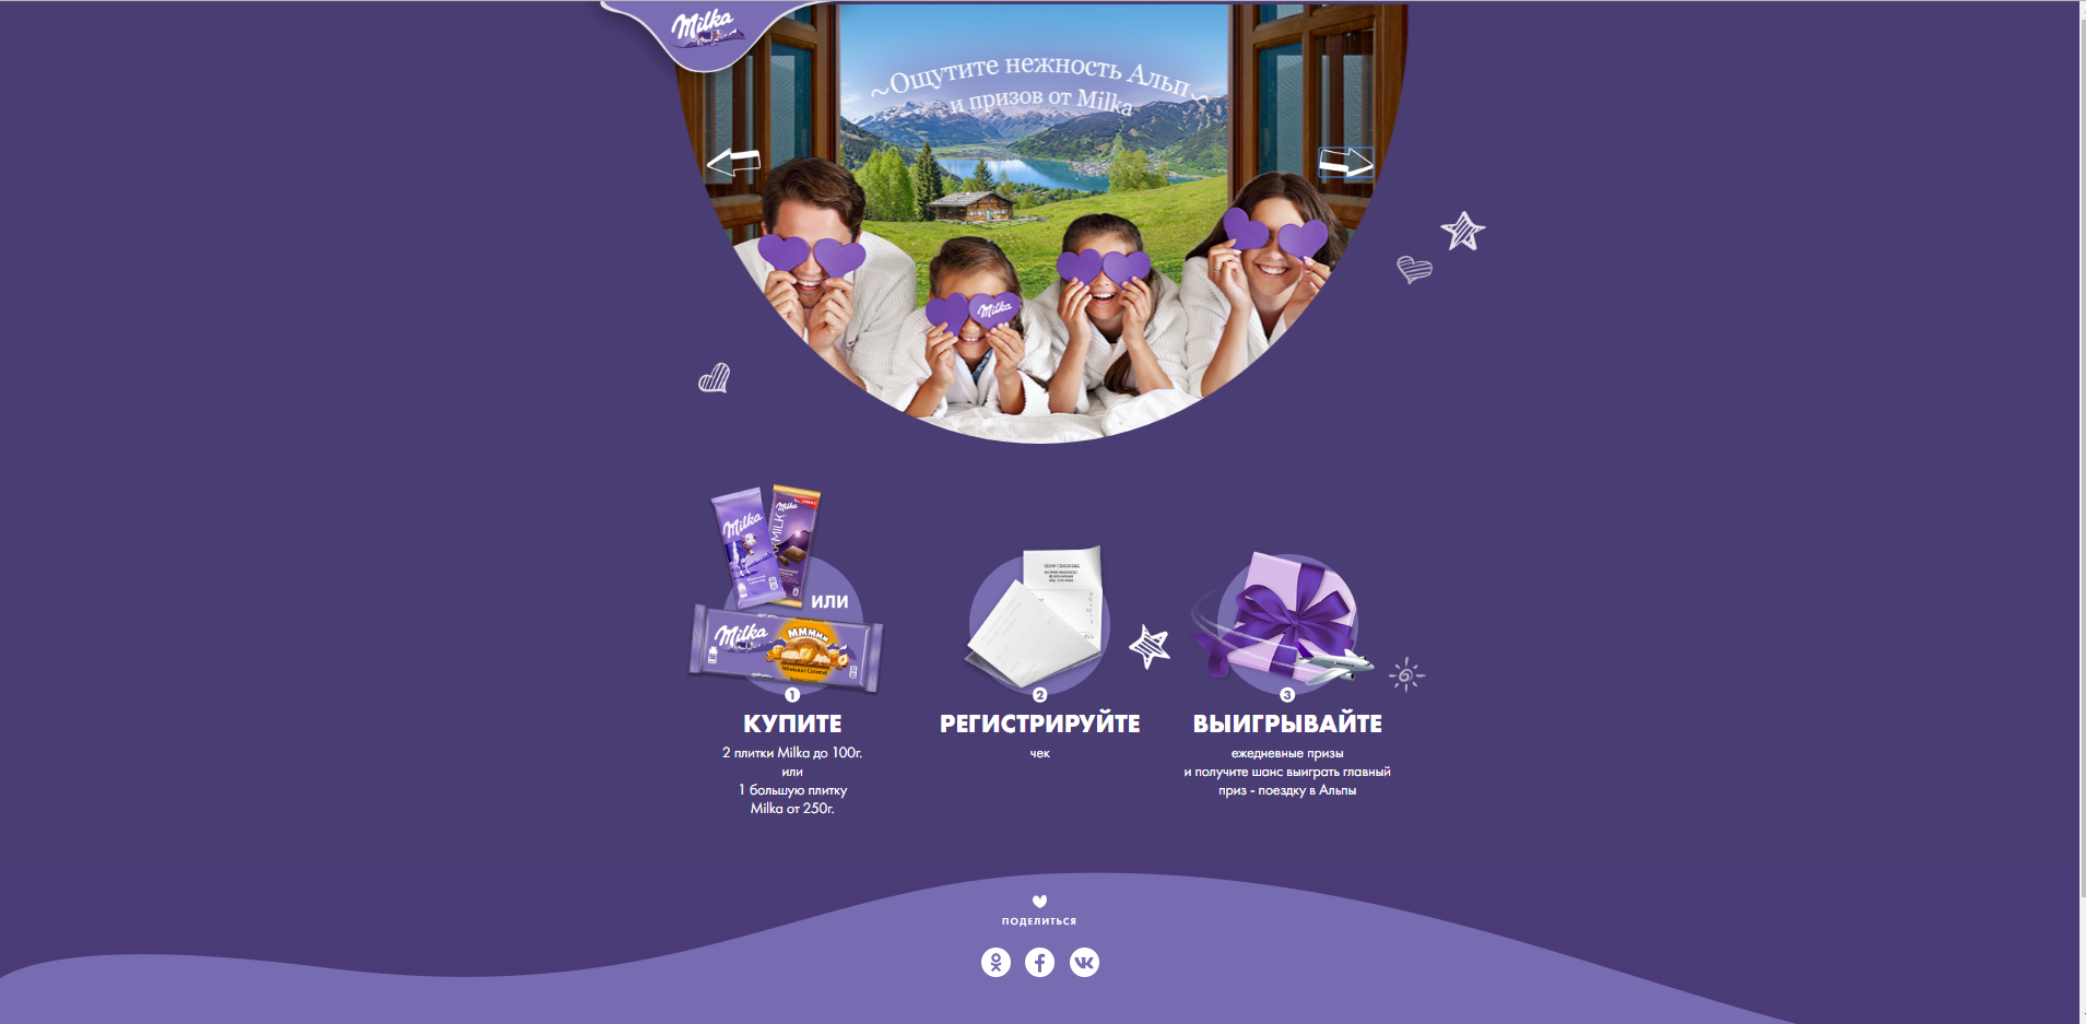 Milka
~Ощутите нежность Альп~
и призов от Milka
Milka
Milka
Milka
MILK
ИЛИ
Milka
МММмм
1
КУПИТЕ
2 плитки Milka до 100г.
или
1 большую плитку
Milka от 250г.
2
РЕГИСТРИРУЙТЕ
чек
3
ВЫИГРЫВАЙТЕ
ежедневные призы
и получите шанс выиграть главный
приз - поездку в Альпы
ПОДЕЛИТЬСЯ